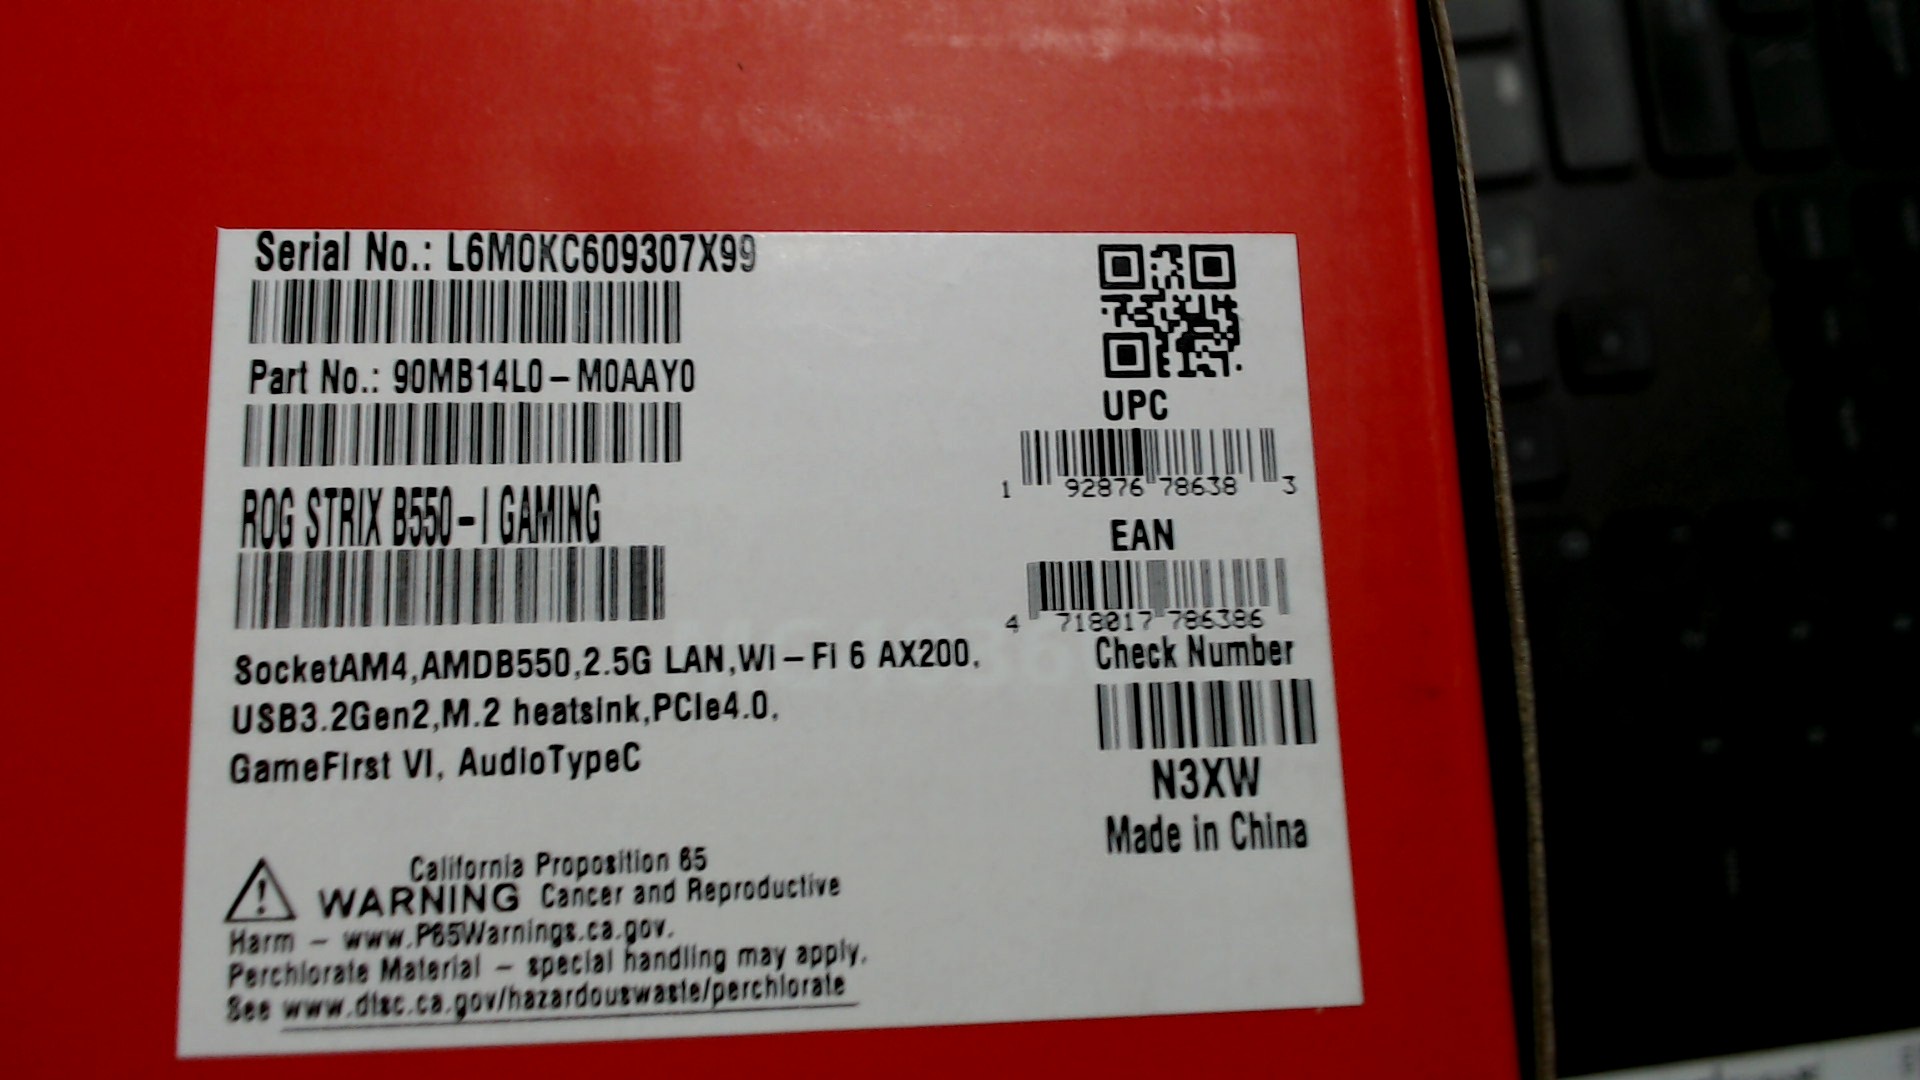 Serial No.: L6M0KC609307X99
Part No.: 90MB14L0-M0AAY0
ROG STRIX B550-I GAMING
SocketAM4,AMDB550,2.5G LAN,Wi-Fi 6 AX200,
USB3.2Gen2,M.2 heatsink,PCIe4.0,
GameFirst VI, AudioTypeC
UPC
1 92876 78638 3
EAN
4 718017 786386
Check Number
N3XW
Made in China
California Proposition 65
WARNING Cancer and Reproductive
Harm - www.P65Warnings.ca.gov.
Perchlorate Material - special handling may apply.
See www.dtsc.ca.gov/hazardouswaste/perchlorate